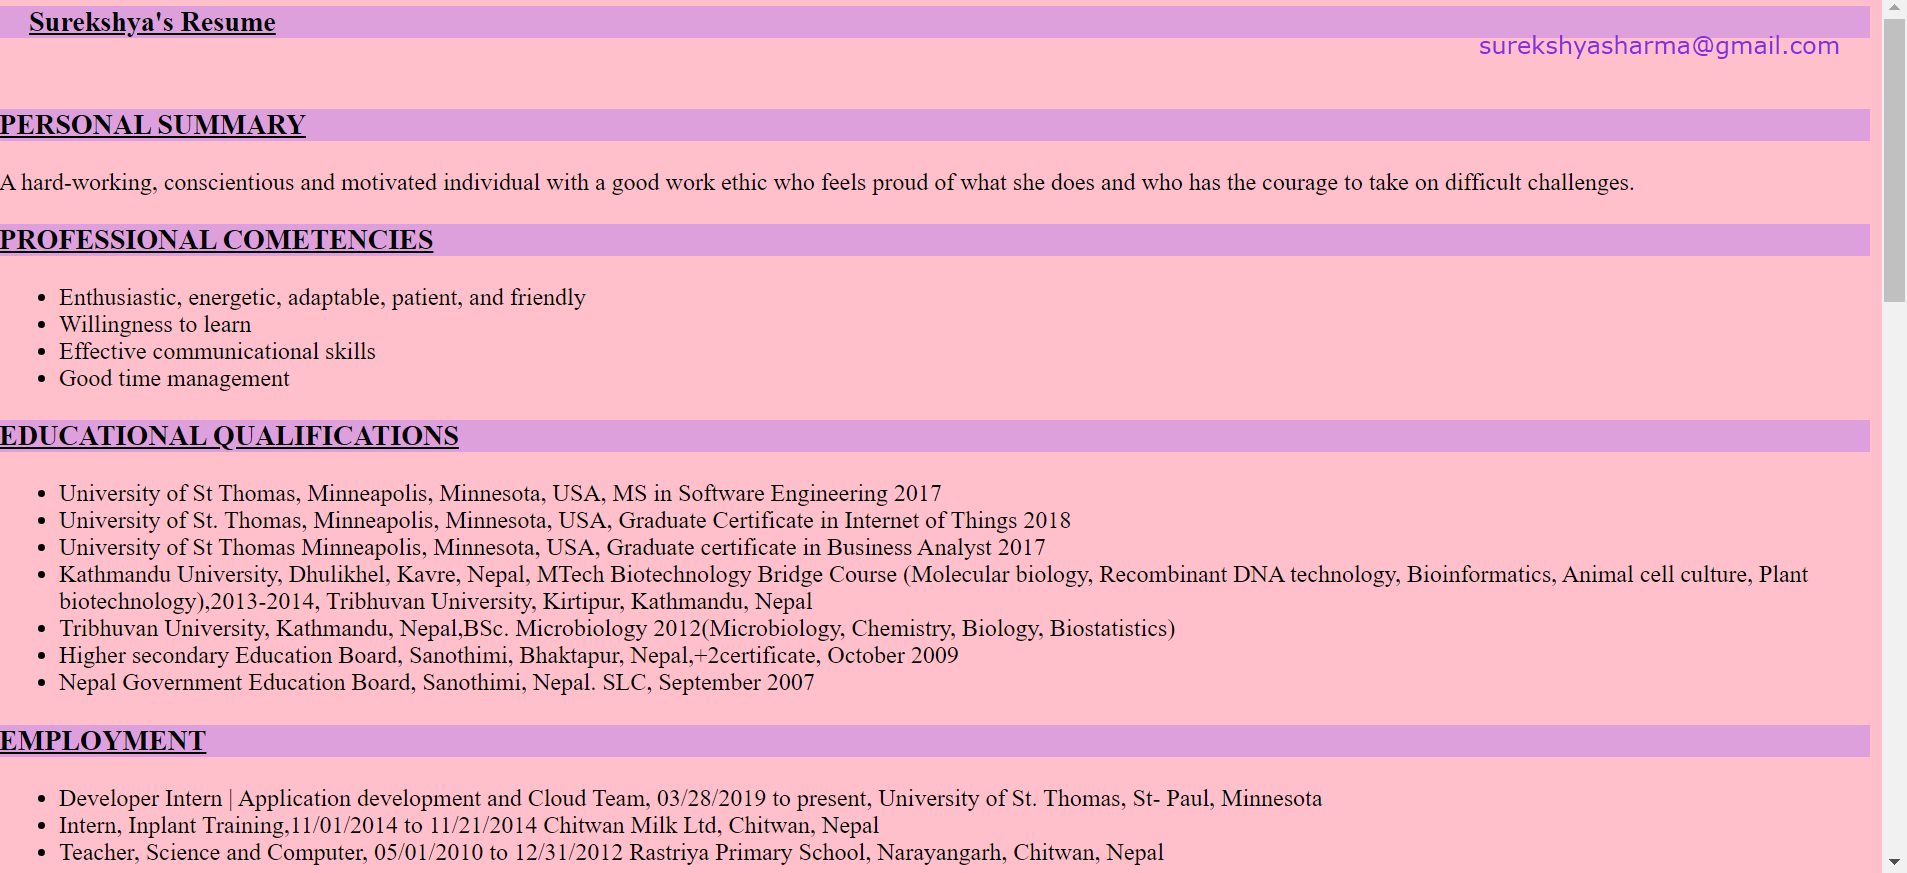 Surekshya's Resume
surekshyasharma@gmail.com
PERSONAL SUMMARY
A hard-working, conscientious and motivated individual with a good work ethic who feels proud of what she does and who has the courage to take on difficult challenges.
PROFESSIONAL COMETENCIES
• Enthusiastic, energetic, adaptable, patient, and friendly
• Willingness to learn
• Effective communicational skills
• Good time management
EDUCATIONAL QUALIFICATIONS
• University of St Thomas, Minneapolis, Minnesota, USA, MS in Software Engineering 2017
• University of St. Thomas, Minneapolis, Minnesota, USA, Graduate Certificate in Internet of Things 2018
• University of St Thomas Minneapolis, Minnesota, USA, Graduate certificate in Business Analyst 2017
• Kathmandu University, Dhulikhel, Kavre, Nepal, MTech Biotechnology Bridge Course (Molecular biology, Recombinant DNA technology, Bioinformatics, Animal cell culture, Plant
biotechnology),2013-2014, Tribhuvan University, Kirtipur, Kathmandu, Nepal
• Tribhuvan University, Kathmandu, Nepal,BSc. Microbiology 2012(Microbiology, Chemistry, Biology, Biostatistics)
• Higher secondary Education Board, Sanothimi, Bhaktapur, Nepal,+2certificate, October 2009
• Nepal Government Education Board, Sanothimi, Nepal. SLC, September 2007
EMPLOYMENT
• Developer Intern | Application development and Cloud Team, 03/28/2019 to present, University of St. Thomas, St- Paul, Minnesota
• Intern, Inplant Training,11/01/2014 to 11/21/2014 Chitwan Milk Ltd, Chitwan, Nepal
• Teacher, Science and Computer, 05/01/2010 to 12/31/2012 Rastriya Primary School, Narayangarh, Chitwan, Nepal